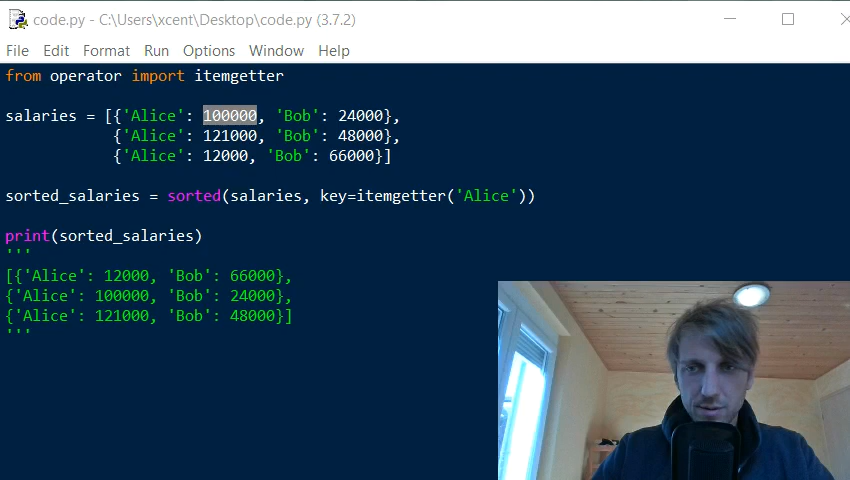 code.py - C:\Users\xcent\Desktop\code.py (3.7.2)
File Edit Format Run Options Window Help
from operator import itemgetter
salaries = [{'Alice': 100000, 'Bob': 24000},
            {'Alice': 121000, 'Bob': 48000},
            {'Alice': 12000, 'Bob': 66000}]
sorted_salaries = sorted(salaries, key=itemgetter('Alice'))
print(sorted_salaries)
'''
[{'Alice': 12000, 'Bob': 66000},
{'Alice': 100000, 'Bob': 24000},
{'Alice': 121000, 'Bob': 48000}]
'''